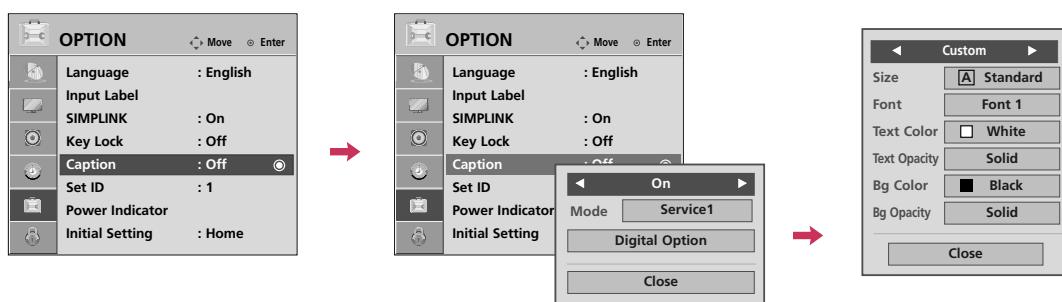 OPTION Move Enter
Language : English
Input Label
SIMPLINK : On
Key Lock : Off
Caption : Off
Set ID : 1
Power Indicator
Initial Setting : Home
OPTION Move Enter
Language : English
Input Label
SIMPLINK : On
Key Lock : Off
Caption : Off
Set ID
Power Indicator
Initial Setting
On
Mode Service1
Digital Option
Close
Custom
Size A Standard
Font Font 1
Text Color White
Text Opacity Solid
Bg Color Black
Bg Opacity Solid
Close